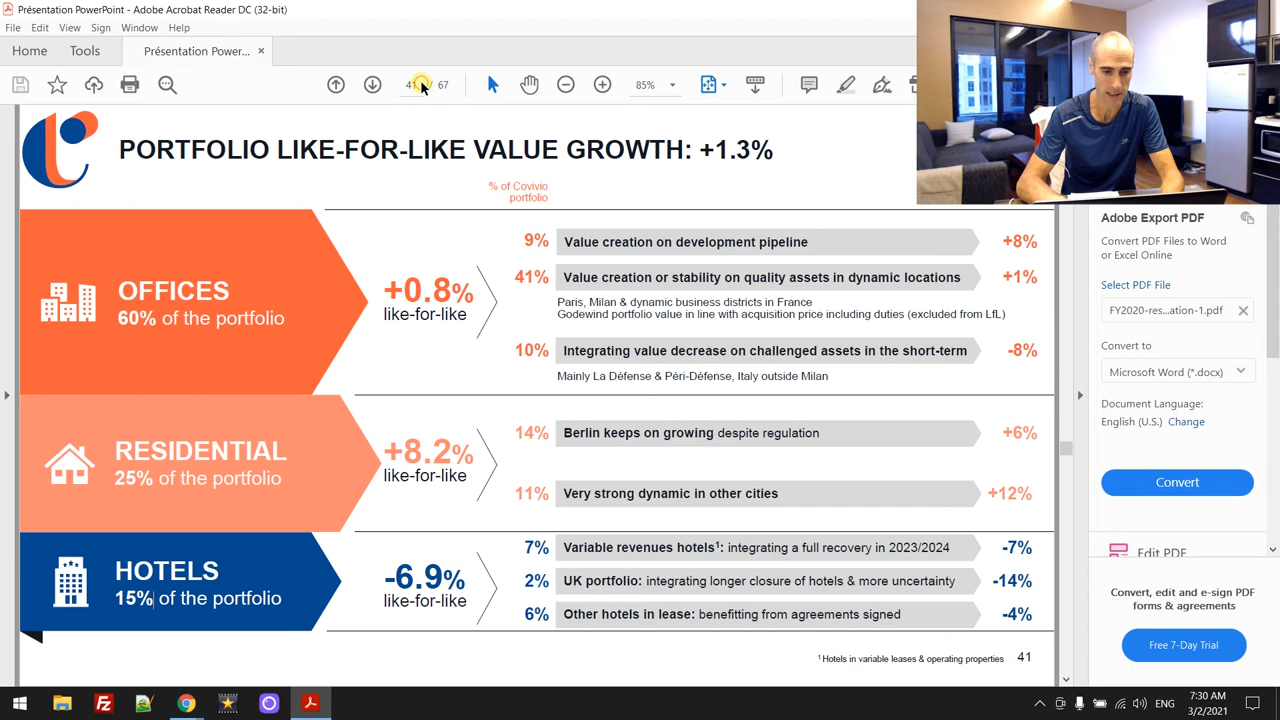 Présentation PowerPoint - Adobe Acrobat Reader DC (32-bit)
File Edit View Sign Window Help
Home Tools Présentation Power... ×
41 / 67 85%
PORTFOLIO LIKE-FOR-LIKE VALUE GROWTH: +1.3%
% of Covivio
portfolio
OFFICES
60% of the portfolio
+0.8%
like-for-like
9% Value creation on development pipeline +8%
41% Value creation or stability on quality assets in dynamic locations +1%
Paris, Milan & dynamic business districts in France
Godewind portfolio value in line with acquisition price including duties (excluded from LfL)
10% Integrating value decrease on challenged assets in the short-term -8%
Mainly La Défense & Péri-Défense, Italy outside Milan
RESIDENTIAL
25% of the portfolio
+8.2%
like-for-like
14% Berlin keeps on growing despite regulation +6%
11% Very strong dynamic in other cities +12%
HOTELS
15% of the portfolio
-6.9%
like-for-like
7% Variable revenues hotels¹: integrating a full recovery in 2023/2024 -7%
2% UK portfolio: integrating longer closure of hotels & more uncertainty -14%
6% Other hotels in lease: benefitting from agreements signed -4%
¹ Hotels in variable leases & operating properties 41
Adobe Export PDF
Convert PDF Files to Word
or Excel Online
Select PDF File
FY2020-res...ation-1.pdf
Convert to
Microsoft Word (*.docx)
Document Language:
English (U.S.) Change
Convert
Edit PDF
Convert, edit and e-sign PDF
forms & agreements
Free 7-Day Trial
ENG
7:30 AM
3/2/2021